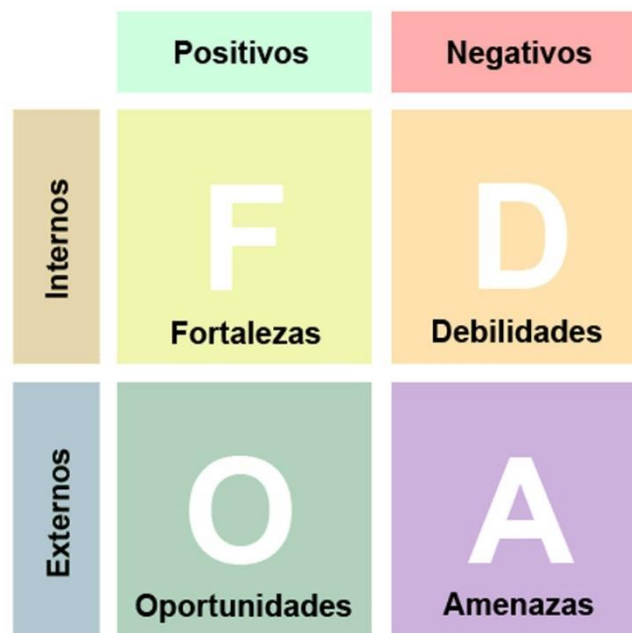 Positivos
Negativos
Internos
F
Fortalezas
D
Debilidades
Externos
O
Oportunidades
A
Amenazas